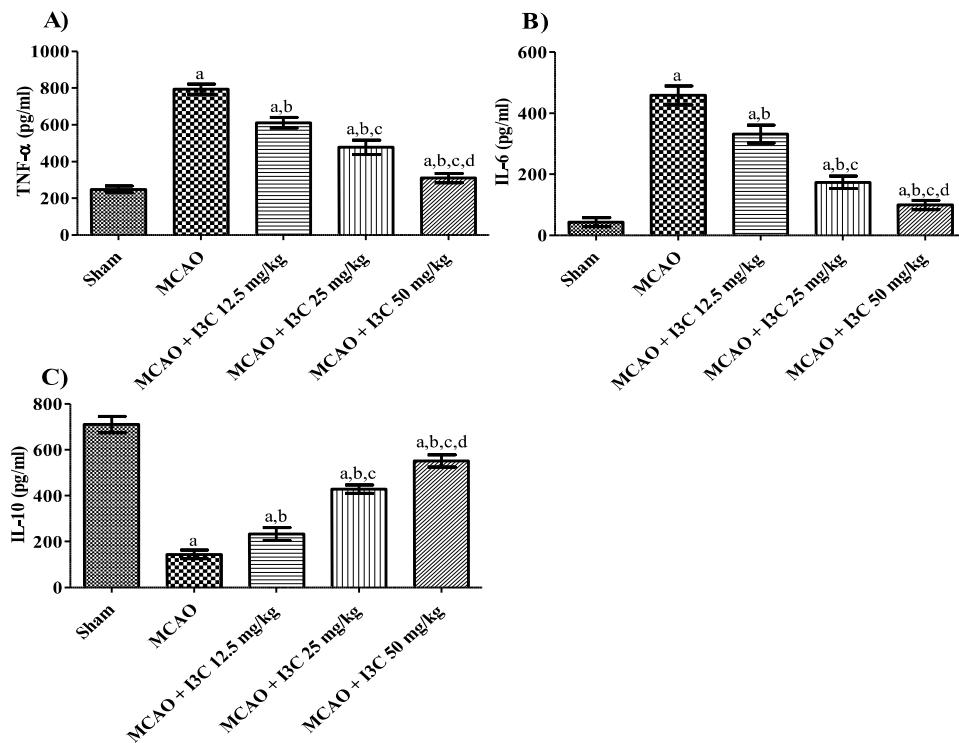 A)
TNF-α (pg/ml)
1000
800
600
400
200
0
a
a,b
a,b,c
a,b,c,d
Sham
MCAO
MCAO + I3C 12.5 mg/kg
MCAO + I3C 25 mg/kg
MCAO + I3C 50 mg/kg
B)
IL-6 (pg/ml)
600
400
200
0
a
a,b
a,b,c
a,b,c,d
Sham
MCAO
MCAO + I3C 12.5 mg/kg
MCAO + I3C 25 mg/kg
MCAO + I3C 50 mg/kg
C)
IL-10 (pg/ml)
800
600
400
200
0
a
a,b
a,b,c
a,b,c,d
Sham
MCAO
MCAO + I3C 12.5 mg/kg
MCAO + I3C 25 mg/kg
MCAO + I3C 50 mg/kg